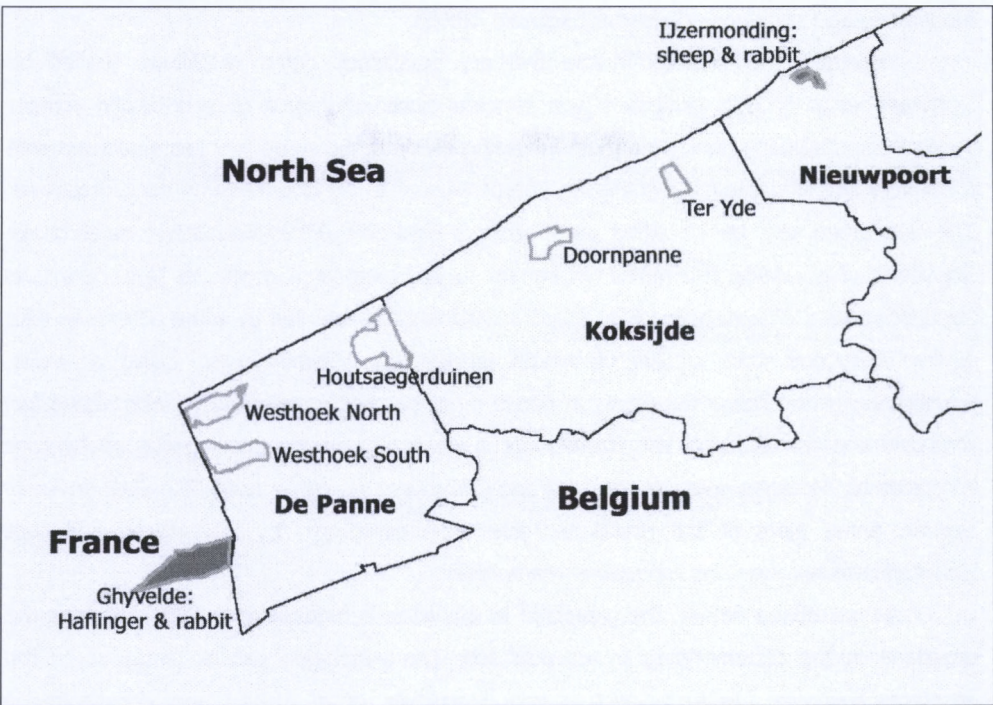 IJzermonding:
sheep & rabbit
North Sea
Nieuwpoort
Ter Yde
Doornpanne
Koksijde
Houtsaegerduinen
Westhoek North
Westhoek South
De Panne
Belgium
France
Ghyvelde:
Haflinger & rabbit